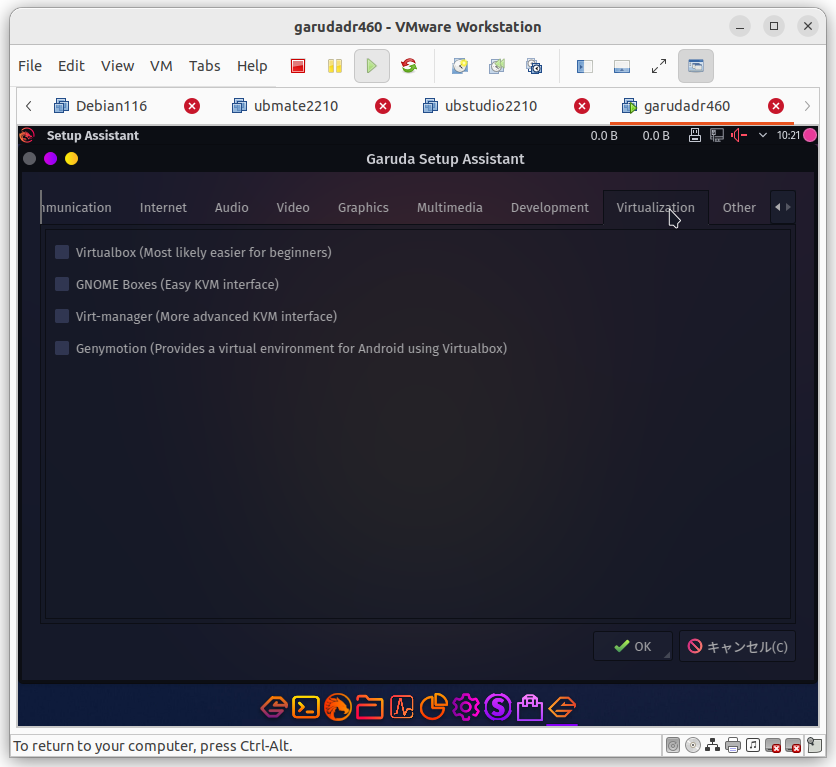 garudadr460 - VMware Workstation
File Edit View VM Tabs Help
Debian116 ubmate2210 ubstudio2210 garudadr460
Setup Assistant 0.0 B 0.0 B 10:21
Garuda Setup Assistant
nmunication Internet Audio Video Graphics Multimedia Development Virtualization Other
Virtualbox (Most likely easier for beginners)
GNOME Boxes (Easy KVM interface)
Virt-manager (More advanced KVM interface)
Genymotion (Provides a virtual environment for Android using Virtualbox)
OK キャンセル(C)
To return to your computer, press Ctrl-Alt.